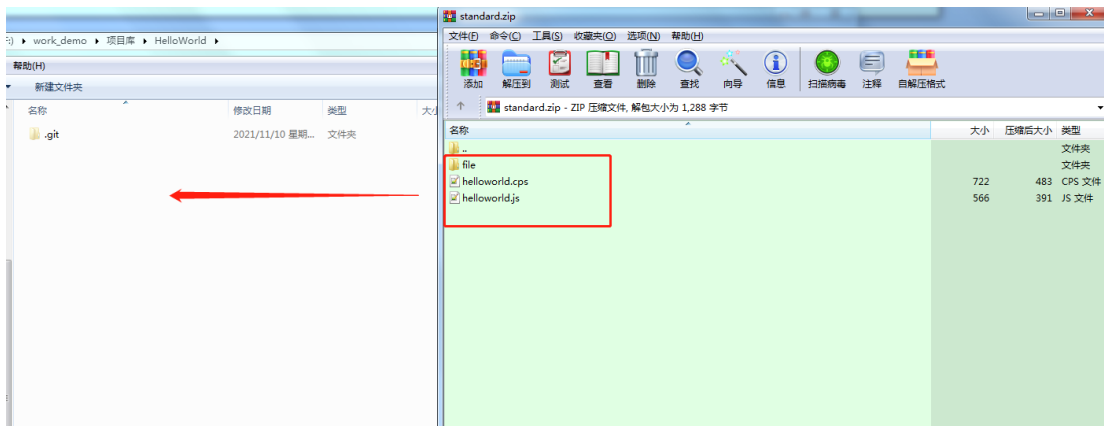 work_demo ▸ 项目库 ▸ HelloWorld ▸
帮助(H)
新建文件夹
名称 修改日期 类型
.git 2021/11/10 星期... 文件夹
standard.zip
文件(F) 命令(C) 工具(S) 收藏夹(O) 选项(N) 帮助(H)
添加 解压到 测试 查看 删除 查找 向导 信息 扫描病毒 注释 自解压格式
standard.zip - ZIP 压缩文件, 解包大小为 1,288 字节
名称 大小 压缩后大小 类型
.. 文件夹
file 文件夹
helloworld.cps 722 483 CPS 文件
helloworld.js 566 391 JS 文件